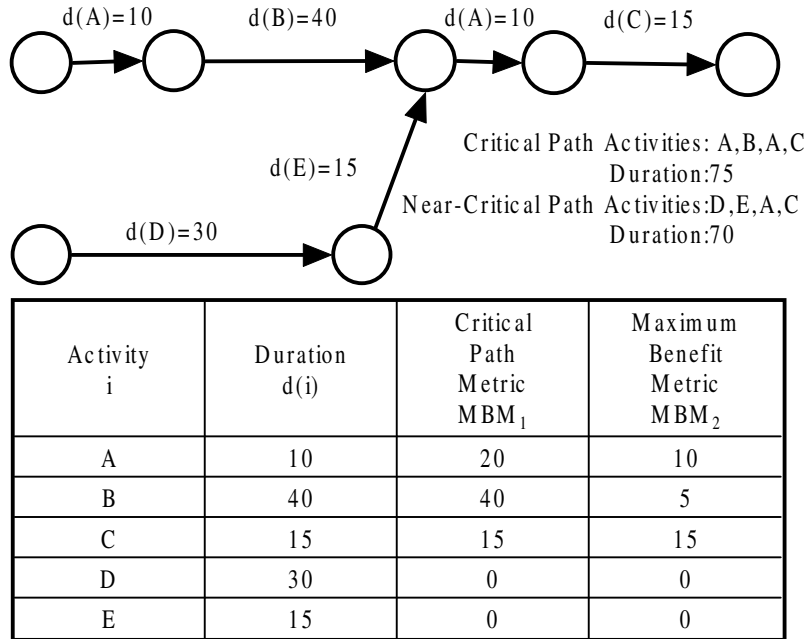 d(A)=10 d(B)=40 d(A)=10 d(C)=15
d(E)=15
d(D)=30
Critical Path Activities: A,B,A,C
Duration:75
Near-Critical Path Activities:D,E,A,C
Duration:70
Activity
i
Duration
d(i)
Critical
Path
Metric
MBM₁
Maximum
Benefit
Metric
MBM₂
A 10 20 10
B 40 40 5
C 15 15 15
D 30 0 0
E 15 0 0